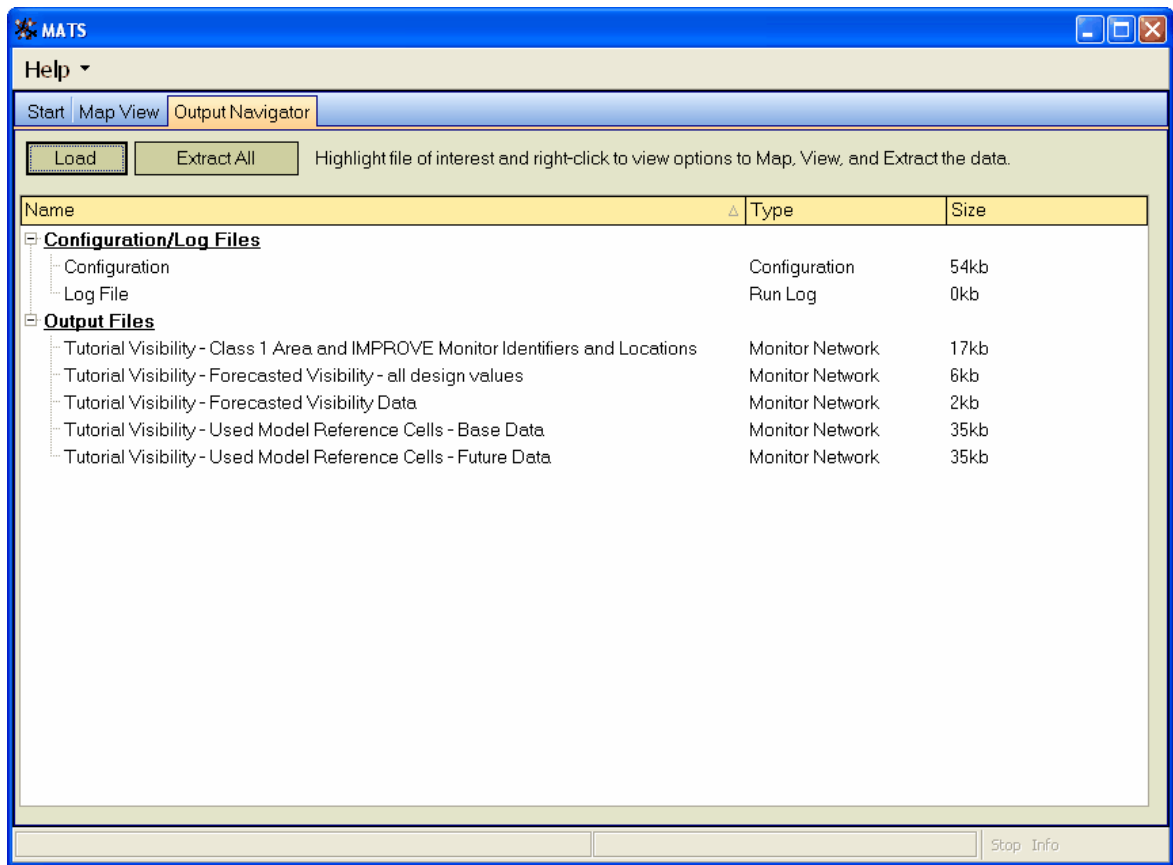 MATS
Help
Start Map View Output Navigator
Load Extract All Highlight file of interest and right-click to view options to Map, View, and Extract the data.
Name Type Size
Configuration/Log Files
Configuration Configuration 54kb
Log File Run Log 0kb
Output Files
Tutorial Visibility - Class 1 Area and IMPROVE Monitor Identifiers and Locations Monitor Network 17kb
Tutorial Visibility - Forecasted Visibility - all design values Monitor Network 6kb
Tutorial Visibility - Forecasted Visibility Data Monitor Network 2kb
Tutorial Visibility - Used Model Reference Cells - Base Data Monitor Network 35kb
Tutorial Visibility - Used Model Reference Cells - Future Data Monitor Network 35kb
Stop Info